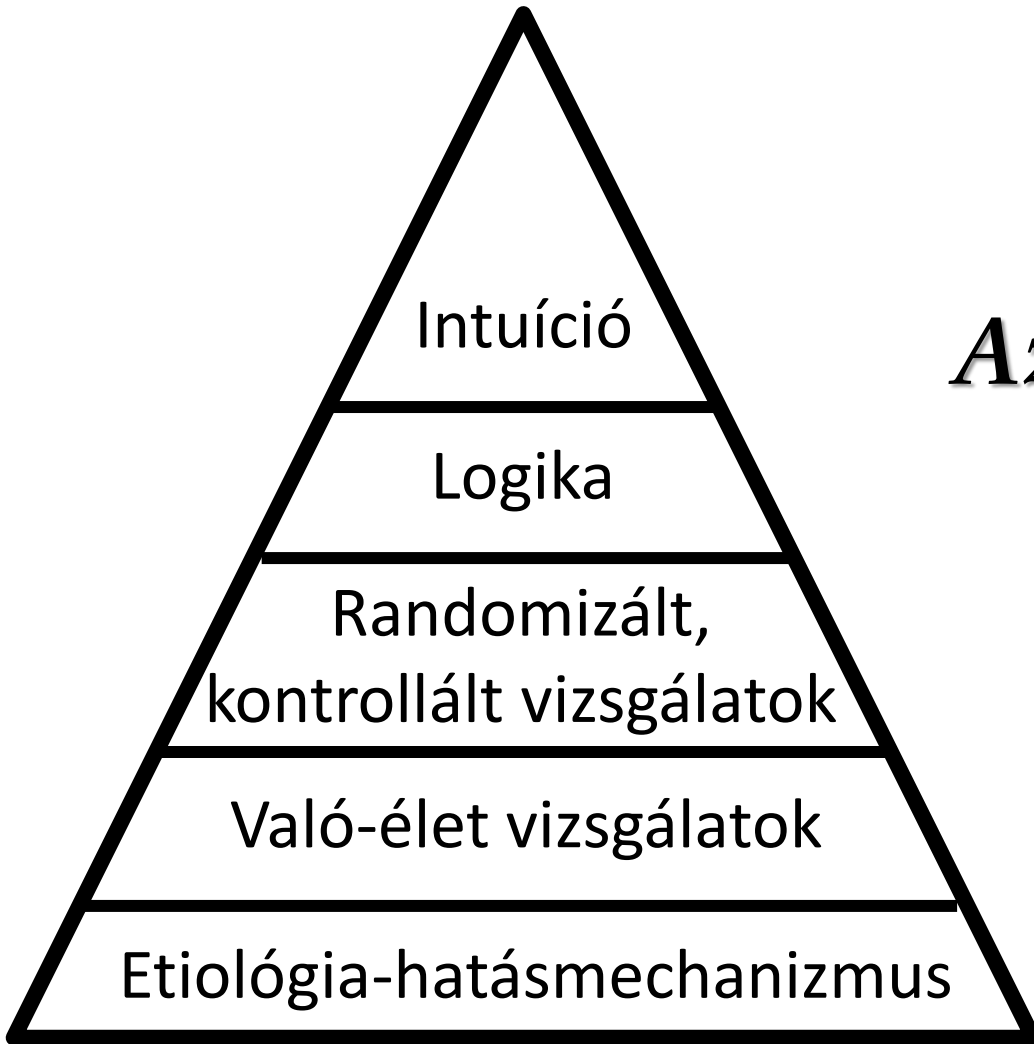 Intuíció
Logika
Randomizált,
kontrollált vizsgálatok
Való-élet vizsgálatok
Etiológia-hatásmechanizmus